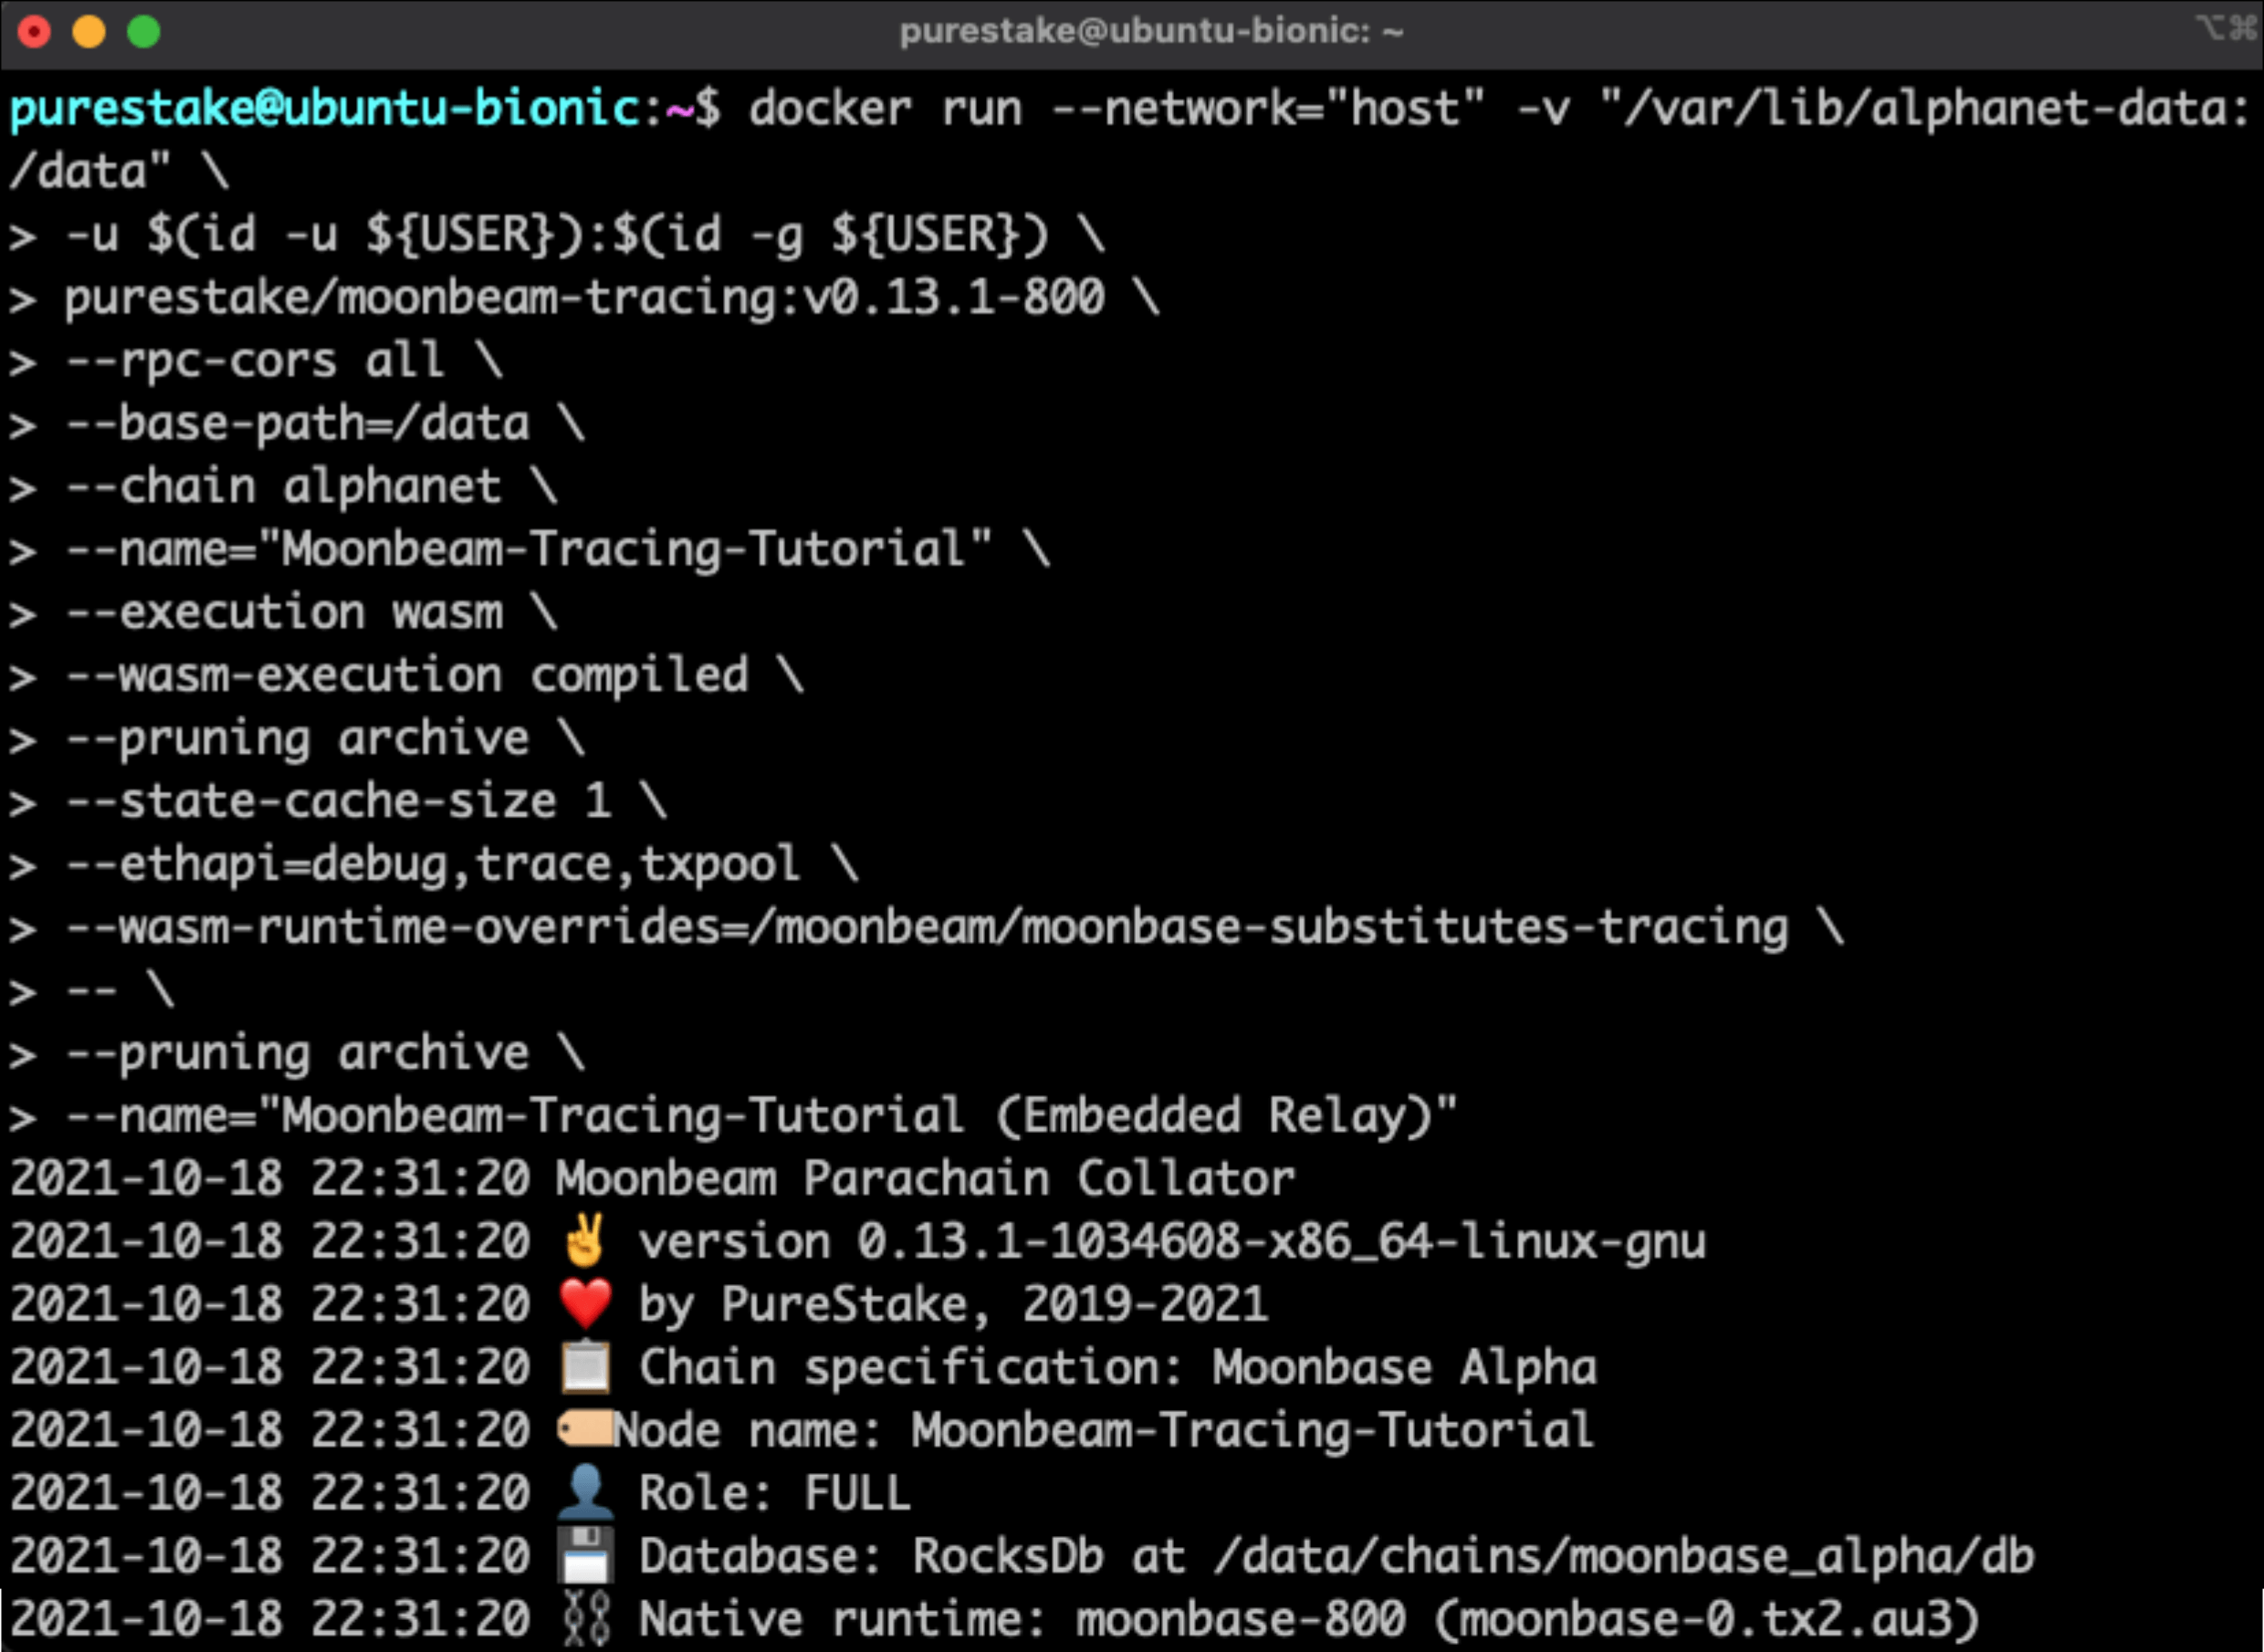 purestake@ubuntu-bionic: ~
⌥⌘
purestake@ubuntu-bionic:~$ docker run --network="host" -v "/var/lib/alphanet-data:
/data" \
> -u $(id -u ${USER}):$(id -g ${USER}) \
> purestake/moonbeam-tracing:v0.13.1-800 \
> --rpc-cors all \
> --base-path=/data \
> --chain alphanet \
> --name="Moonbeam-Tracing-Tutorial" \
> --execution wasm \
> --wasm-execution compiled \
> --pruning archive \
> --state-cache-size 1 \
> --ethapi=debug,trace,txpool \
> --wasm-runtime-overrides=/moonbeam/moonbase-substitutes-tracing \
> -- \
> --pruning archive \
> --name="Moonbeam-Tracing-Tutorial (Embedded Relay)"
2021-10-18 22:31:20 Moonbeam Parachain Collator
2021-10-18 22:31:20 ✌️ version 0.13.1-1034608-x86_64-linux-gnu
2021-10-18 22:31:20 ❤️ by PureStake, 2019-2021
2021-10-18 22:31:20 📋 Chain specification: Moonbase Alpha
2021-10-18 22:31:20 🏷 Node name: Moonbeam-Tracing-Tutorial
2021-10-18 22:31:20 👤 Role: FULL
2021-10-18 22:31:20 💾 Database: RocksDb at /data/chains/moonbase_alpha/db
2021-10-18 22:31:20 ⛓ Native runtime: moonbase-800 (moonbase-0.tx2.au3)